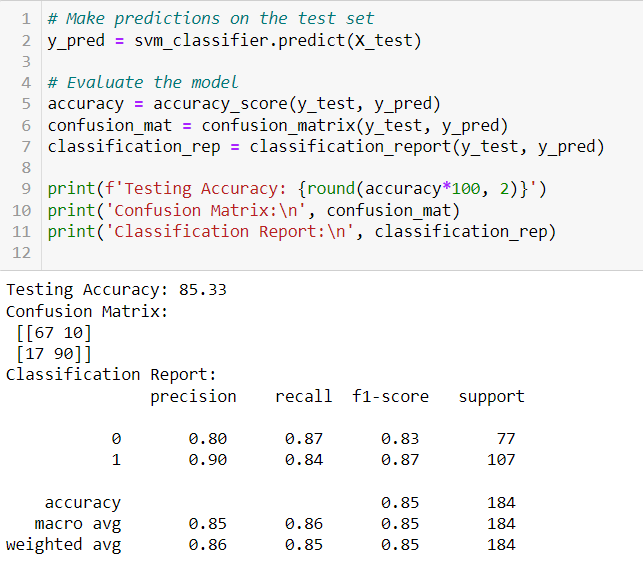 1 # Make predictions on the test set
2 y_pred = svm_classifier.predict(X_test)
3
4 # Evaluate the model
5 accuracy = accuracy_score(y_test, y_pred)
6 confusion_mat = confusion_matrix(y_test, y_pred)
7 classification_rep = classification_report(y_test, y_pred)
8
9 print(f'Testing Accuracy: {round(accuracy*100, 2)}')
10 print('Confusion Matrix:\n', confusion_mat)
11 print('Classification Report:\n', classification_rep)
12
Testing Accuracy: 85.33
Confusion Matrix:
 [[67 10]
 [17 90]]
Classification Report:
               precision    recall  f1-score   support

           0       0.80      0.87      0.83        77
           1       0.90      0.84      0.87       107

    accuracy                           0.85       184
   macro avg       0.85      0.86      0.85       184
weighted avg       0.86      0.85      0.85       184